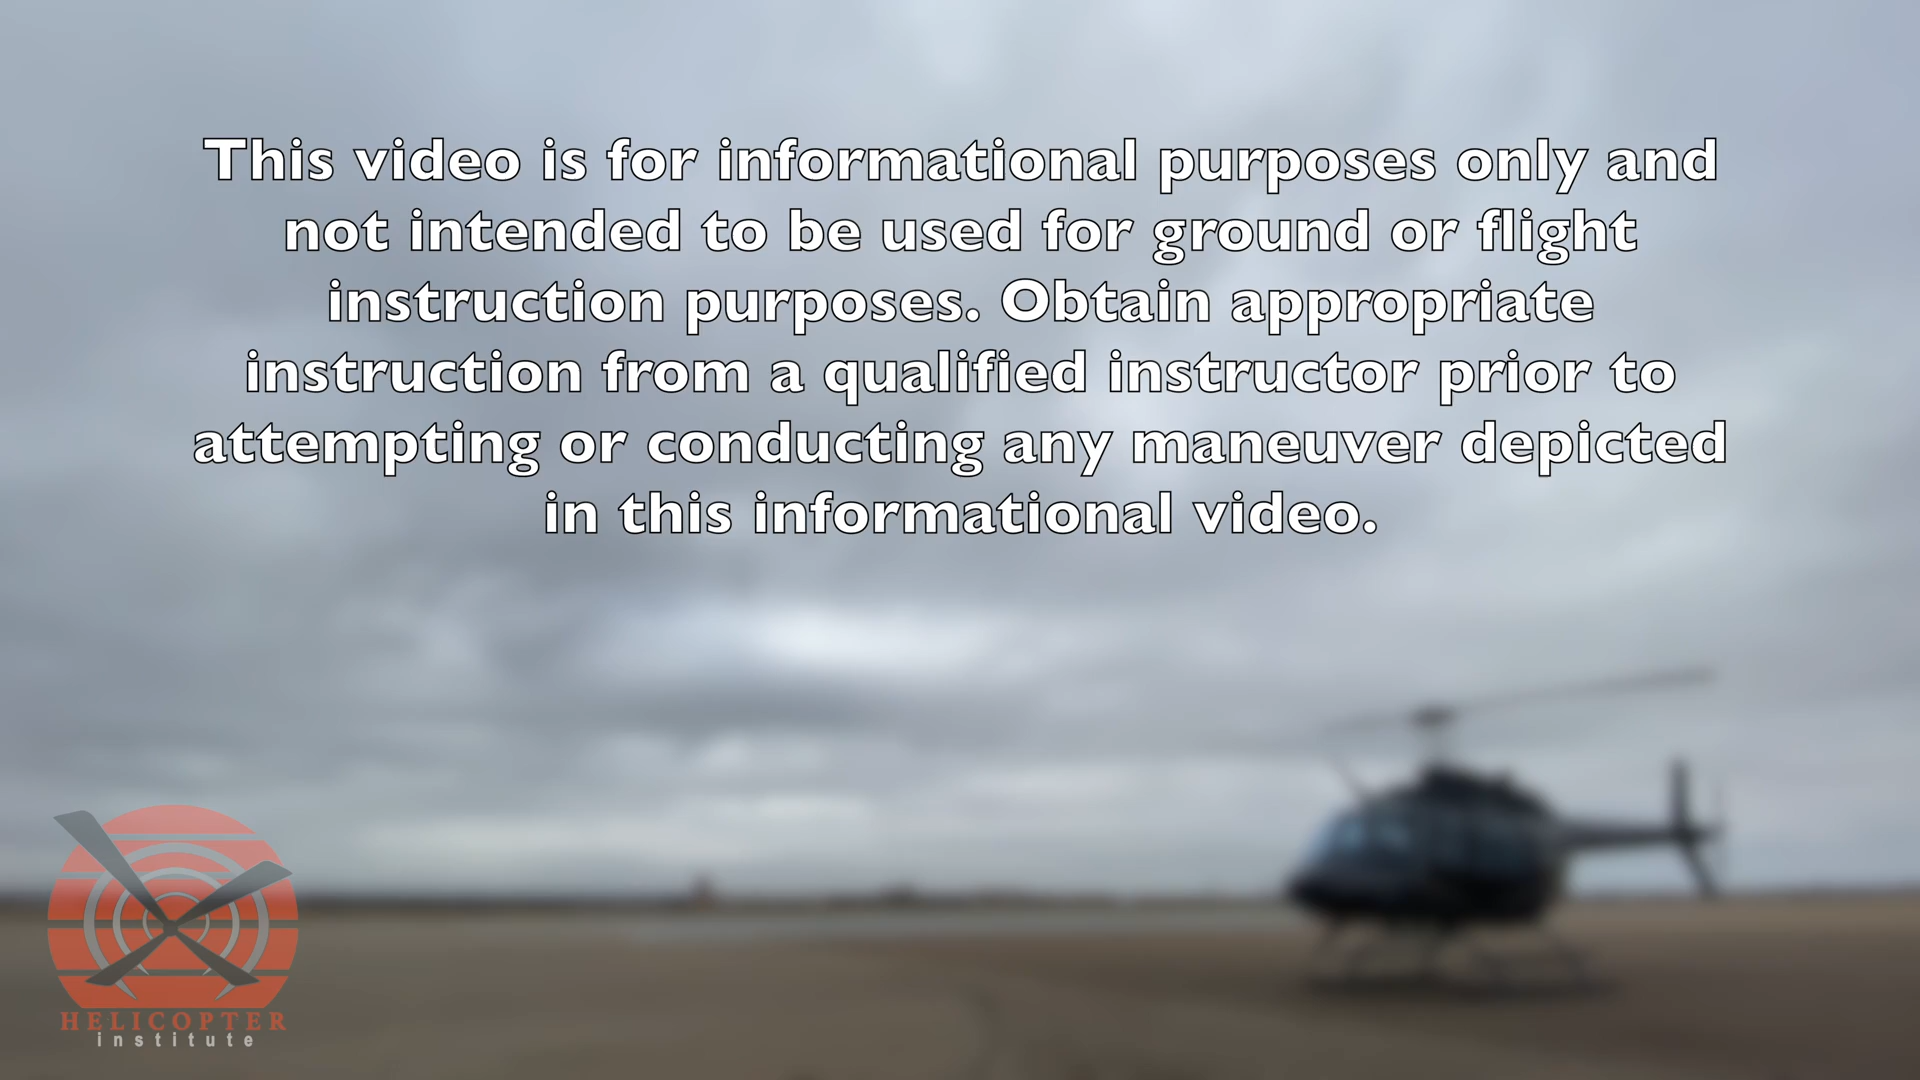 This video is for informational purposes only and
not intended to be used for ground or flight
instruction purposes. Obtain appropriate
instruction from a qualified instructor prior to
attempting or conducting any maneuver depicted
in this informational video.
HELICOPTER
institute